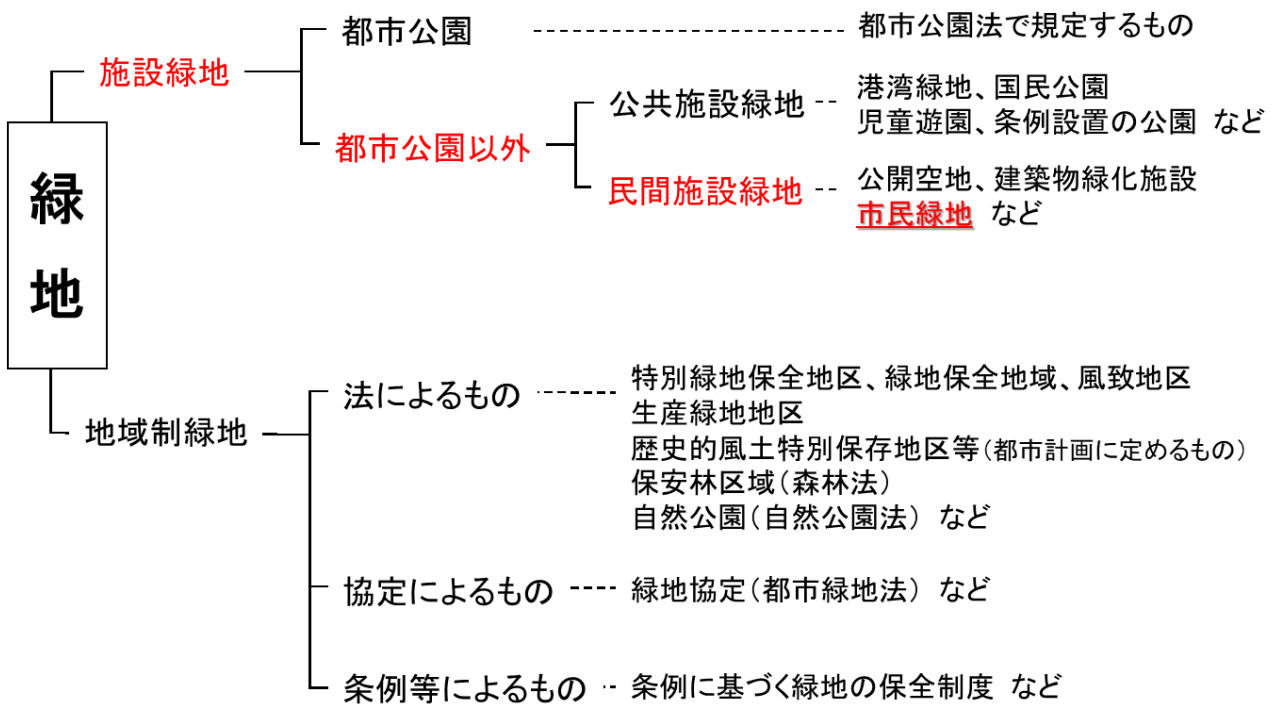 緑地
施設緑地
都市公園
都市公園法で規定するもの
都市公園以外
公共施設緑地
港湾緑地、国民公園
児童遊園、条例設置の公園 など
民間施設緑地
公開空地、建築物緑化施設
市民緑地 など
地域制緑地
法によるもの
特別緑地保全地区、緑地保全地域、風致地区
生産緑地地区
歴史的風土特別保存地区等(都市計画に定めるもの)
保安林区域(森林法)
自然公園(自然公園法) など
協定によるもの
緑地協定(都市緑地法) など
条例等によるもの
条例に基づく緑地の保全制度 など